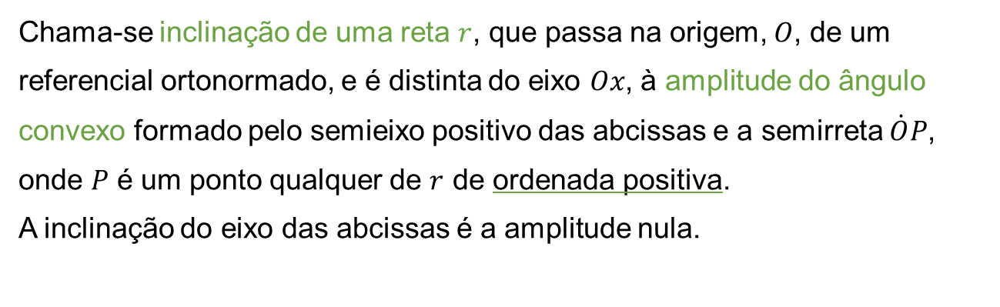 Chama-se inclinação de uma reta r, que passa na origem, O, de um
referencial ortonormado, e é distinta do eixo Ox, à amplitude do ângulo
convexo formado pelo semieixo positivo das abcissas e a semirreta ȮP,
onde P é um ponto qualquer de r de ordenada positiva.
A inclinação do eixo das abcissas é a amplitude nula.